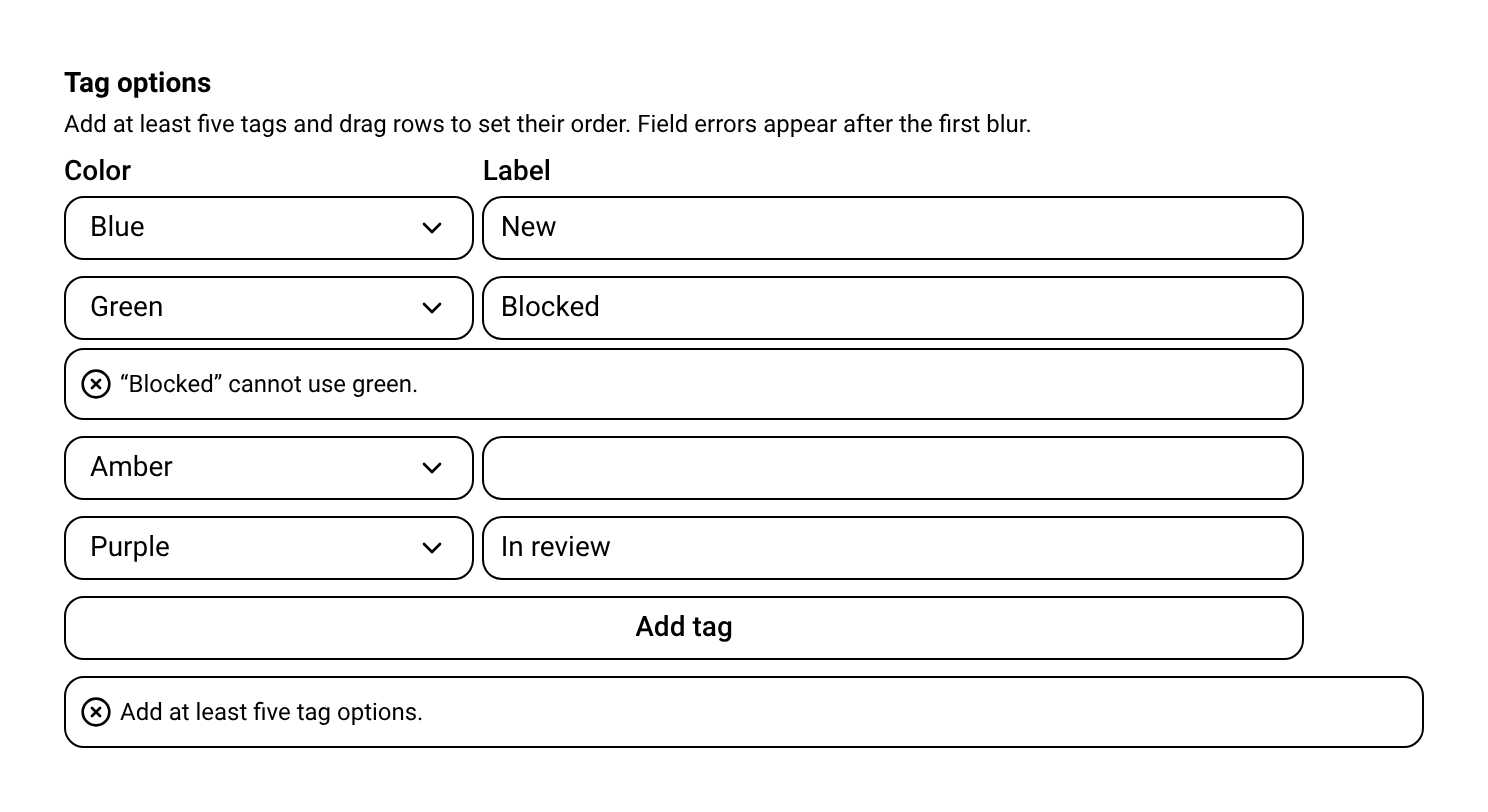 Tag options
Add at least five tags and drag rows to set their order. Field errors appear after the first blur.
Color Label
Blue New
Green Blocked
“Blocked” cannot use green.
Amber
Purple In review
Add tag
Add at least five tag options.